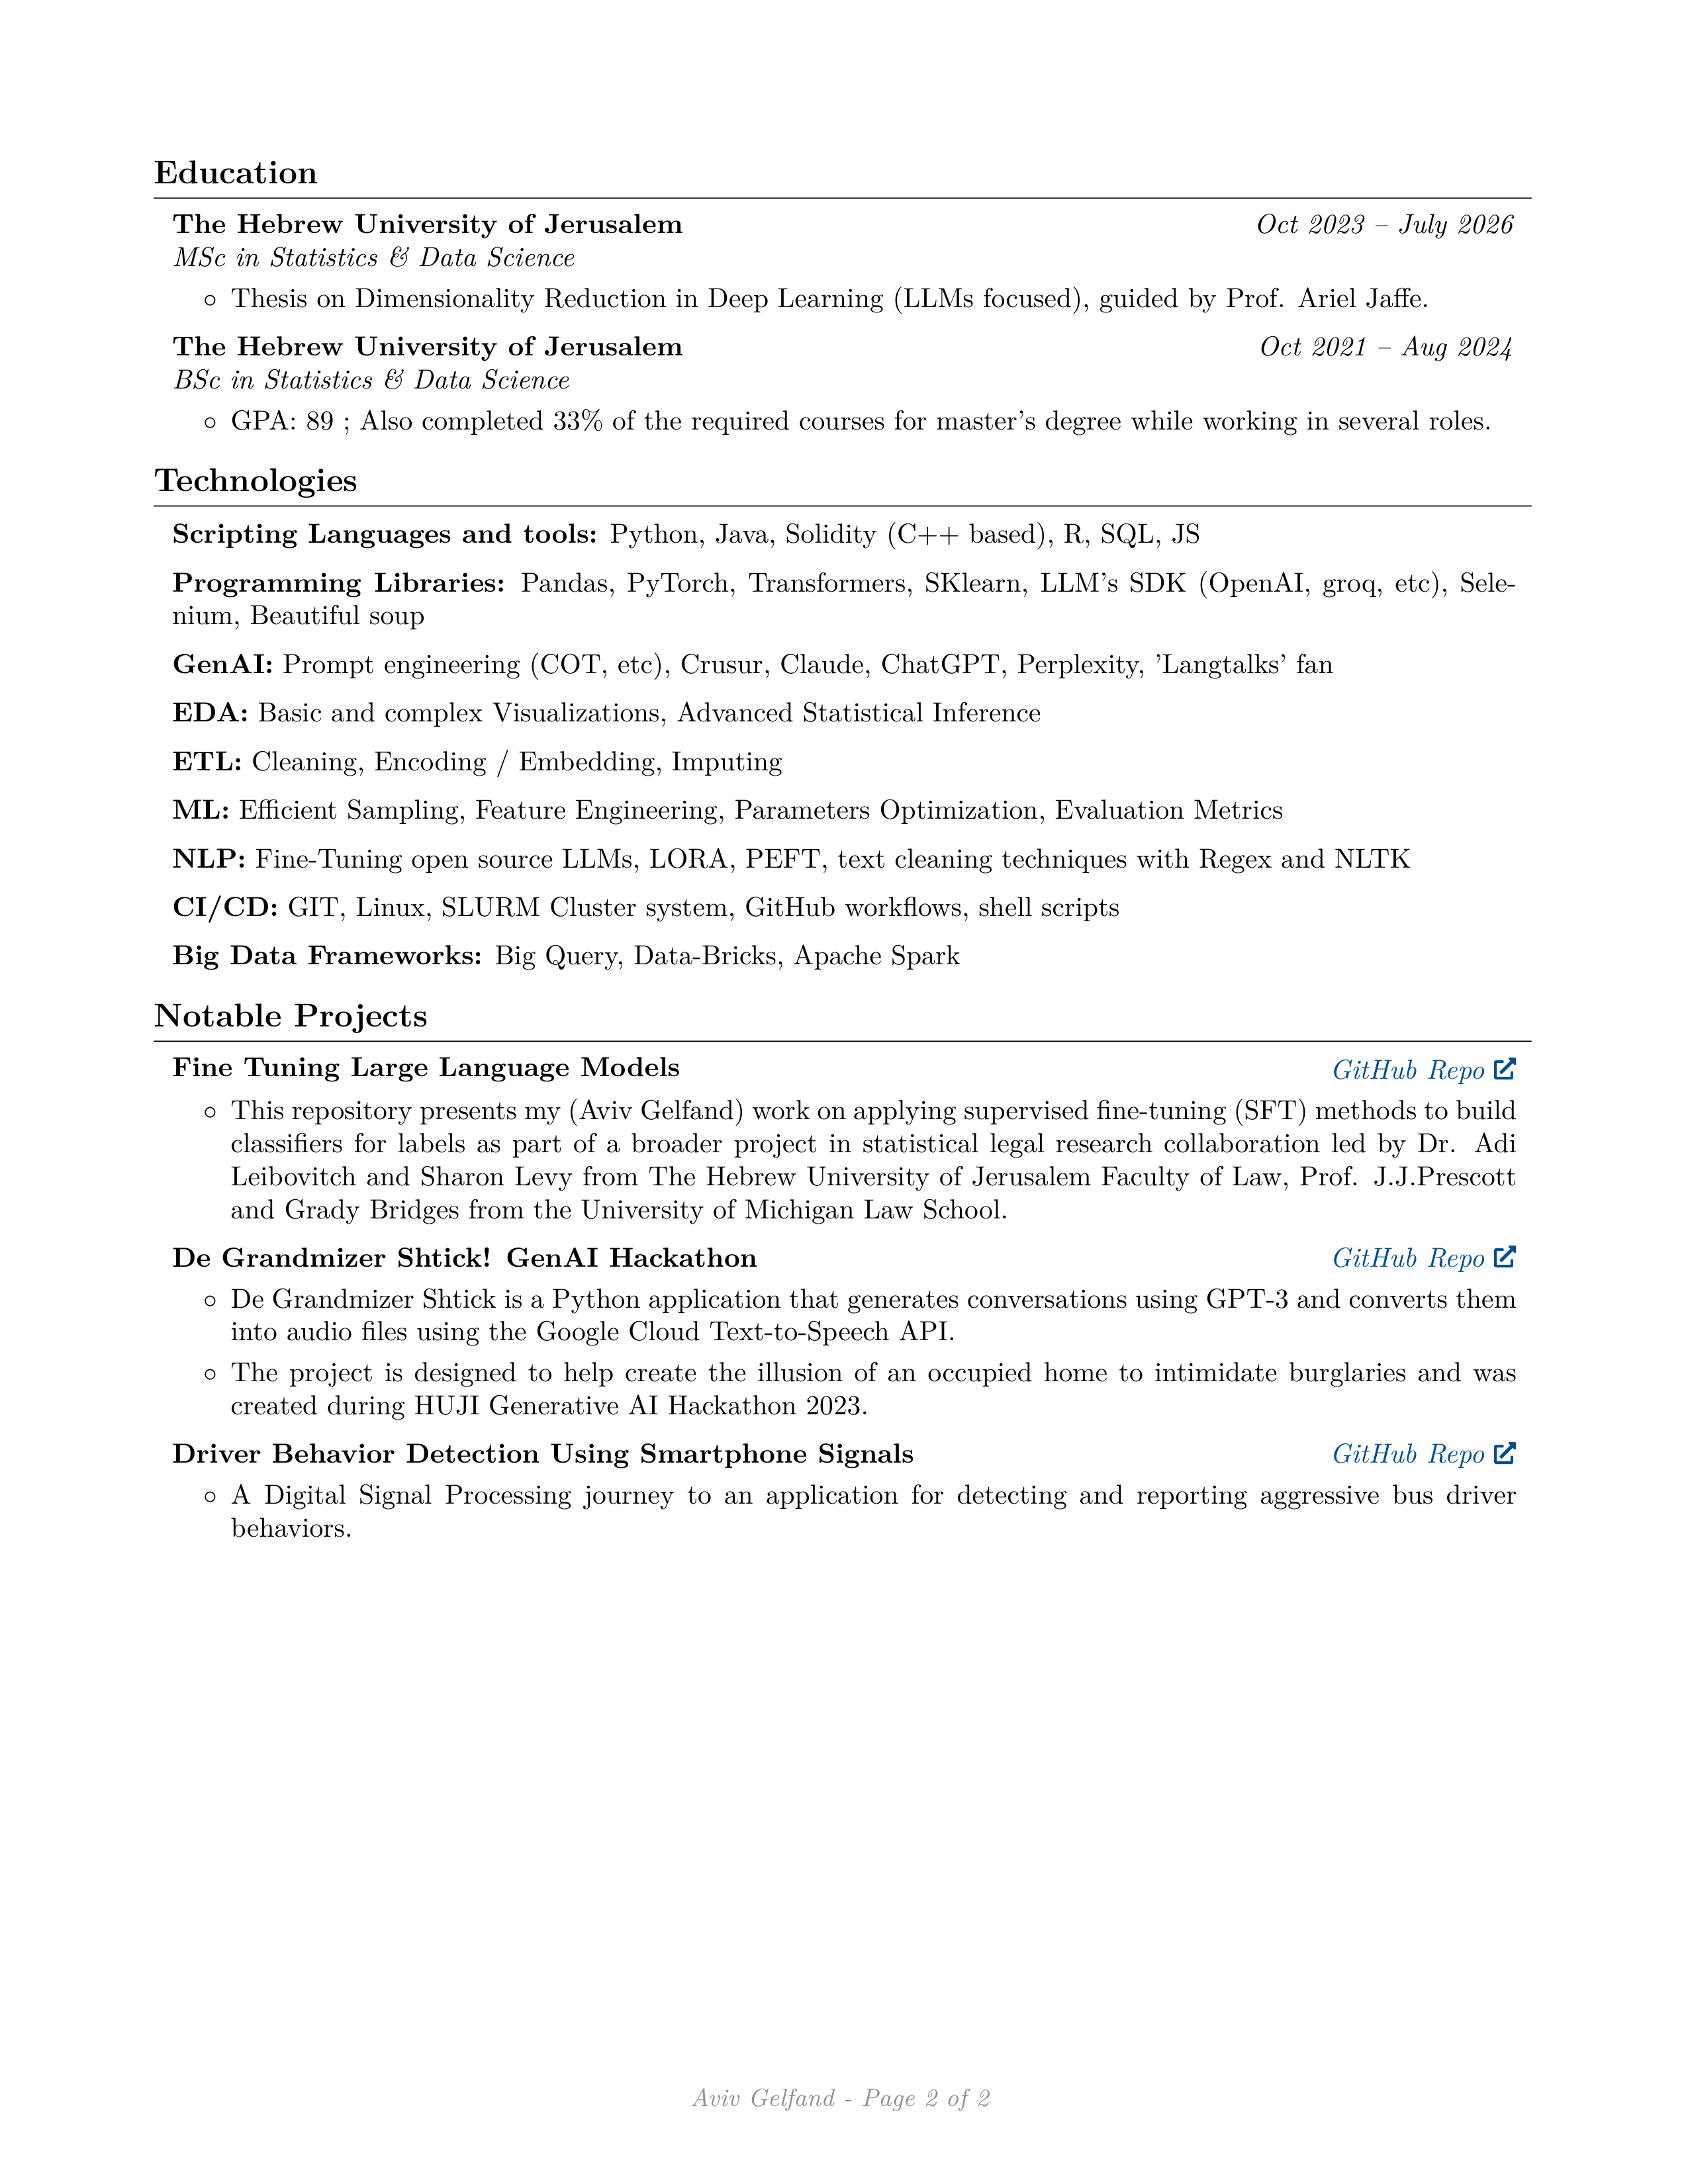 Education
The Hebrew University of Jerusalem Oct 2023 – July 2026
MSc in Statistics & Data Science
◦ Thesis on Dimensionality Reduction in Deep Learning (LLMs focused), guided by Prof. Ariel Jaffe.
The Hebrew University of Jerusalem Oct 2021 – Aug 2024
BSc in Statistics & Data Science
◦ GPA: 89 ; Also completed 33% of the required courses for master's degree while working in several roles.
Technologies
Scripting Languages and tools: Python, Java, Solidity (C++ based), R, SQL, JS
Programming Libraries: Pandas, PyTorch, Transformers, SKlearn, LLM's SDK (OpenAI, groq, etc), Sele-
nium, Beautiful soup
GenAI: Prompt engineering (COT, etc), Crusur, Claude, ChatGPT, Perplexity, 'Langtalks' fan
EDA: Basic and complex Visualizations, Advanced Statistical Inference
ETL: Cleaning, Encoding / Embedding, Imputing
ML: Efficient Sampling, Feature Engineering, Parameters Optimization, Evaluation Metrics
NLP: Fine-Tuning open source LLMs, LORA, PEFT, text cleaning techniques with Regex and NLTK
CI/CD: GIT, Linux, SLURM Cluster system, GitHub workflows, shell scripts
Big Data Frameworks: Big Query, Data-Bricks, Apache Spark
Notable Projects
Fine Tuning Large Language Models GitHub Repo
◦ This repository presents my (Aviv Gelfand) work on applying supervised fine-tuning (SFT) methods to build
classifiers for labels as part of a broader project in statistical legal research collaboration led by Dr. Adi
Leibovitch and Sharon Levy from The Hebrew University of Jerusalem Faculty of Law, Prof. J.J.Prescott
and Grady Bridges from the University of Michigan Law School.
De Grandmizer Shtick! GenAI Hackathon GitHub Repo
◦ De Grandmizer Shtick is a Python application that generates conversations using GPT-3 and converts them
into audio files using the Google Cloud Text-to-Speech API.
◦ The project is designed to help create the illusion of an occupied home to intimidate burglaries and was
created during HUJI Generative AI Hackathon 2023.
Driver Behavior Detection Using Smartphone Signals GitHub Repo
◦ A Digital Signal Processing journey to an application for detecting and reporting aggressive bus driver
behaviors.
Aviv Gelfand - Page 2 of 2